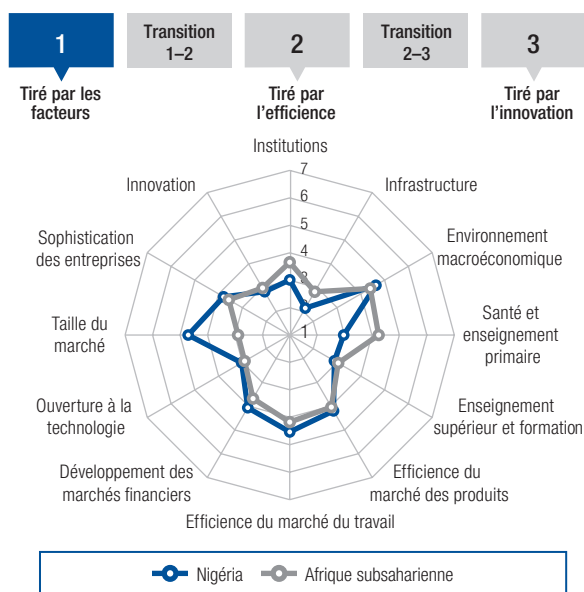 1
Transition
1–2
2
Transition
2–3
3
Tiré par les
facteurs
Tiré par
l'efficience
Tiré par
l'innovation
Institutions
7
6
5
4
3
2
1
Innovation
Infrastructure
Sophistication
des entreprises
Environnement
macroéconomique
Taille du
marché
Santé et
enseignement
primaire
Ouverture à la
technologie
Enseignement
supérieur et formation
Développement des
marchés financiers
Efficience du
marché des produits
Efficience du marché du travail
Nigéria
Afrique subsaharienne